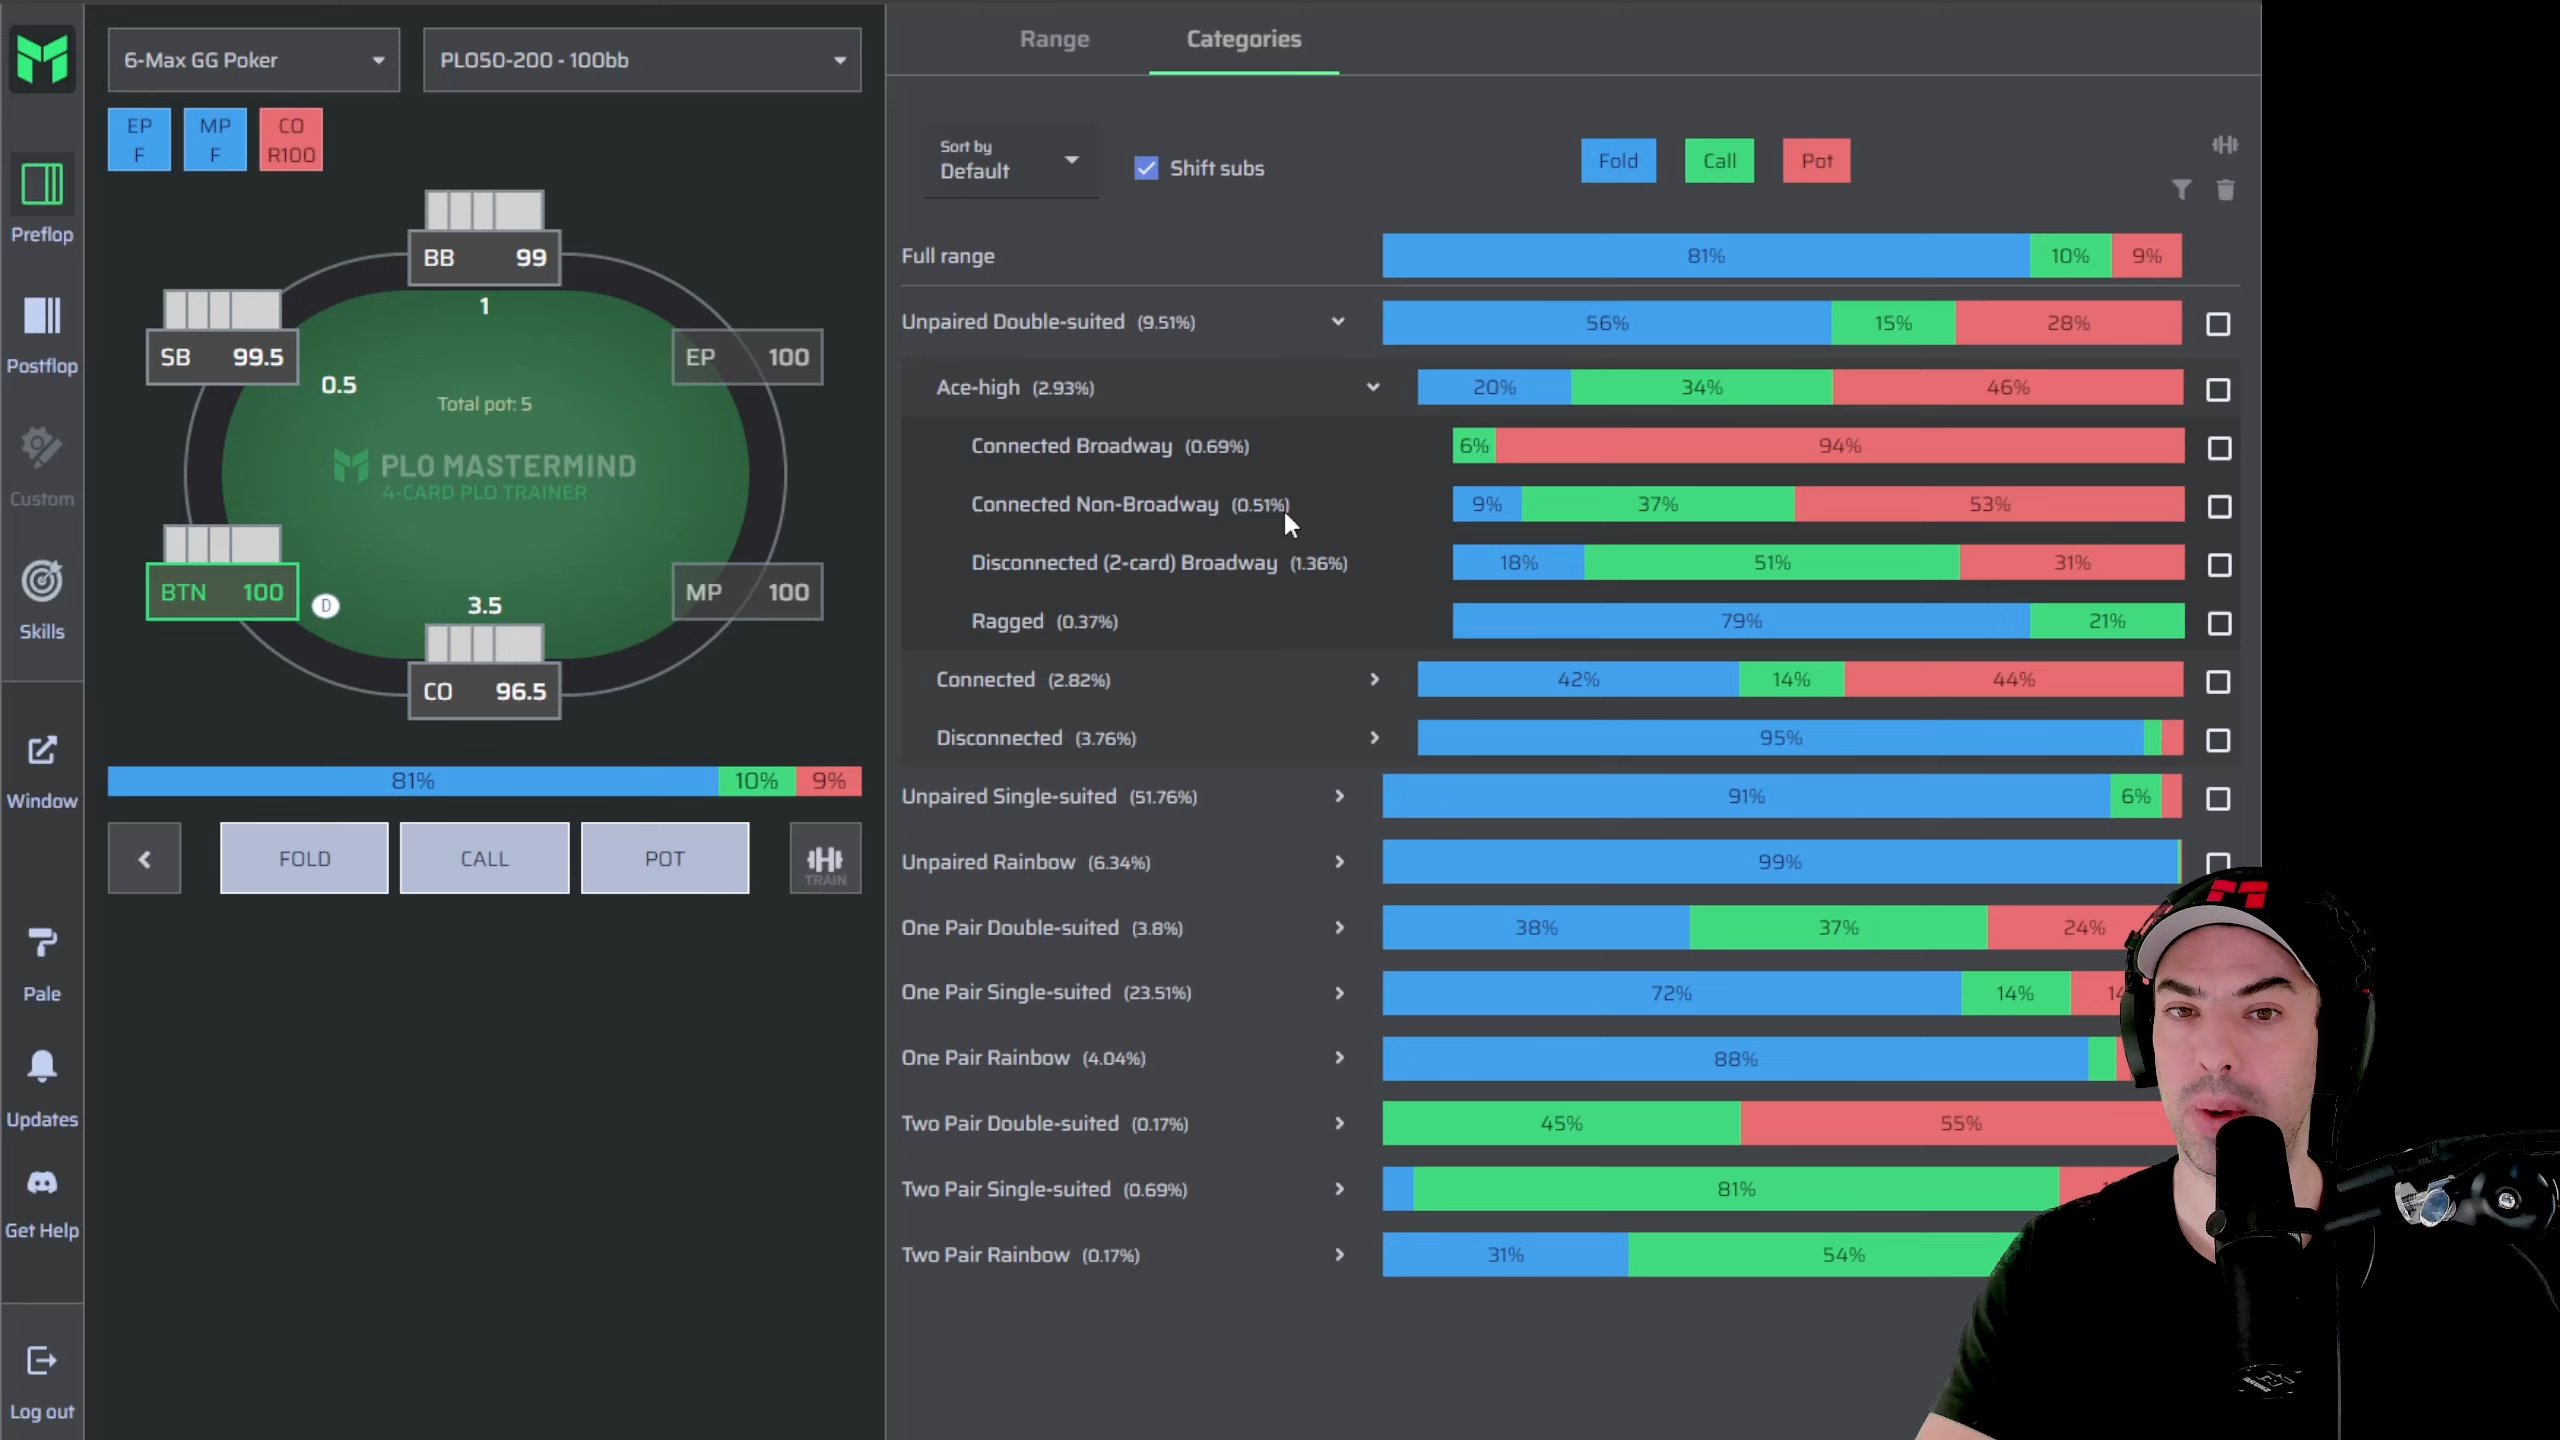 Range
Categories
6-Max GG Poker
PLO50-200 - 100bb
EP
F
MP
F
CO
R100
Sort by
Default
Shift subs
Fold
Call
Pot
Preflop
Postflop
Custom
Skills
Window
Pale
Updates
Get Help
Log out
BB 99
1
SB 99.5
0.5
EP 100
Total pot: 5
PLO MASTERMIND
4-CARD PLO TRAINER
BTN 100
D
3.5
MP 100
CO 96.5
81% 10% 9%
FOLD
CALL
POT
TRAIN
Full range 81% 10% 9%
Unpaired Double-suited (9.51%) 56% 15% 28%
Ace-high (2.93%) 20% 34% 46%
Connected Broadway (0.69%) 6% 94%
Connected Non-Broadway (0.51%) 9% 37% 53%
Disconnected (2-card) Broadway (1.36%) 18% 51% 31%
Ragged (0.37%) 79% 21%
Connected (2.82%) 42% 14% 44%
Disconnected (3.76%) 95%
Unpaired Single-suited (51.76%) 91% 6%
Unpaired Rainbow (6.34%) 99%
One Pair Double-suited (3.8%) 38% 37% 24%
One Pair Single-suited (23.51%) 72% 14%
One Pair Rainbow (4.04%) 88%
Two Pair Double-suited (0.17%) 45% 55%
Two Pair Single-suited (0.69%) 81%
Two Pair Rainbow (0.17%) 31% 54%